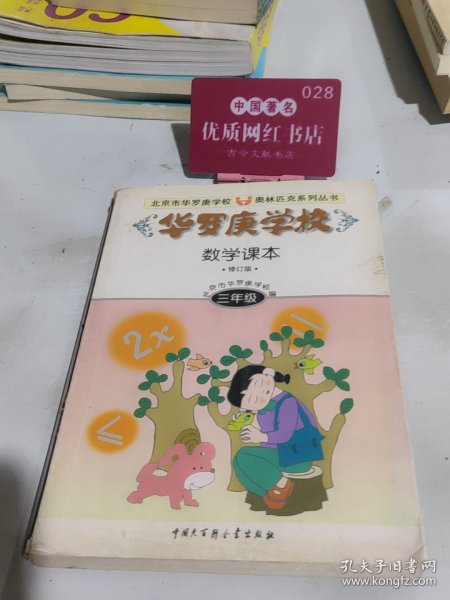 028
中国著名
优质网红书店
古今文献书店
北京市华罗庚学校 奥林匹克系列丛书
华罗庚学校
数学课本
·修订版·
北京市华罗庚学校 编
三年级
2x
≤
中国大百科全书出版社
孔夫子旧书网
www.kongfz.com